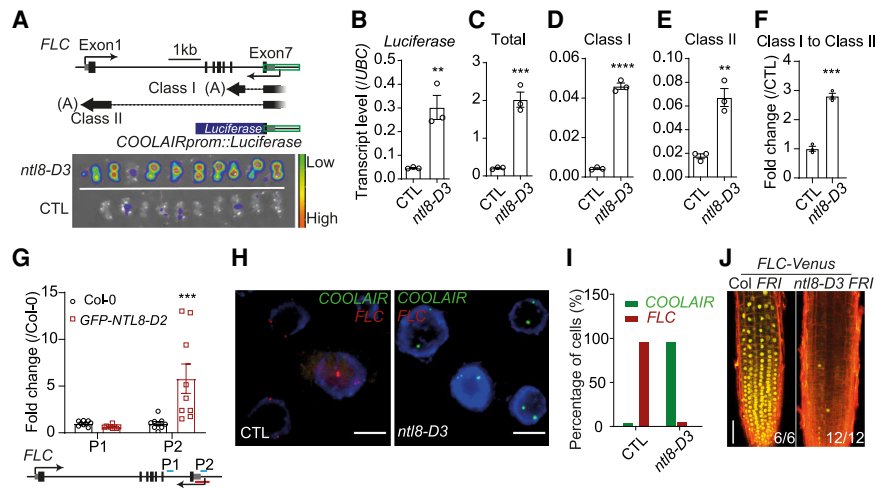 A
FLC
Exon1
1kb
Exon7
Class I (A)
(A)
Class II
Luciferase
COOLAIRprom::Luciferase
ntl8-D3
CTL
Low
High
B
Luciferase
Transcript level (/UBC)
0.5
0.4
0.3
0.2
0.1
0.0
**
CTL
ntl8-D3
C
Total
3
2
1
0
***
CTL
ntl8-D3
D
Class I
0.06
0.04
0.02
0.00
****
CTL
ntl8-D3
E
Class II
0.10
0.08
0.06
0.04
0.02
0.00
**
CTL
ntl8-D3
F
Class I to Class II
Fold change (/CTL)
4
3
2
1
0
***
CTL
ntl8-D3
G
Fold change (/Col-0)
15
10
5
0
Col-0
GFP-NTL8-D2
***
P1
P2
FLC
P1
P2
H
COOLAIR
FLC
CTL
COOLAIR
FLC
ntl8-D3
I
COOLAIR
FLC
Percentage of cells (%)
150
100
50
0
CTL
ntl8-D3
J
FLC-Venus
Col FRI
ntl8-D3 FRI
6/6
12/12